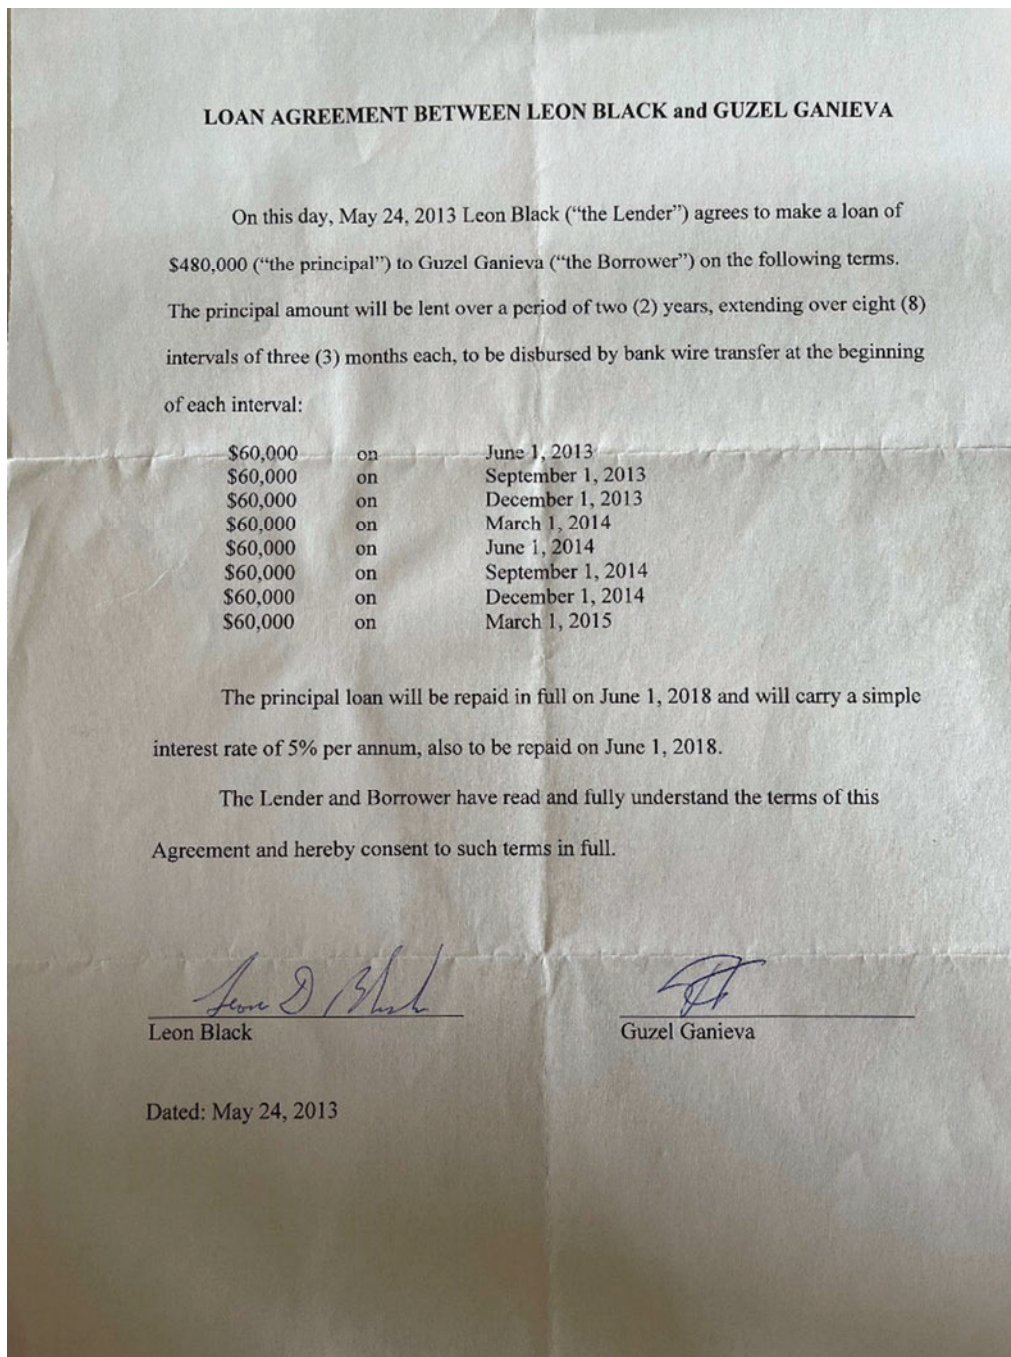 LOAN AGREEMENT BETWEEN LEON BLACK and GUZEL GANIEVA
On this day, May 24, 2013 Leon Black (“the Lender”) agrees to make a loan of
$480,000 (“the principal”) to Guzel Ganieva (“the Borrower”) on the following terms.
The principal amount will be lent over a period of two (2) years, extending over eight (8)
intervals of three (3) months each, to be disbursed by bank wire transfer at the beginning
of each interval:
$60,000 on June 1, 2013
$60,000 on September 1, 2013
$60,000 on December 1, 2013
$60,000 on March 1, 2014
$60,000 on June 1, 2014
$60,000 on September 1, 2014
$60,000 on December 1, 2014
$60,000 on March 1, 2015
The principal loan will be repaid in full on June 1, 2018 and will carry a simple
interest rate of 5% per annum, also to be repaid on June 1, 2018.
The Lender and Borrower have read and fully understand the terms of this
Agreement and hereby consent to such terms in full.
Leon D Black
Leon Black Guzel Ganieva
Dated: May 24, 2013